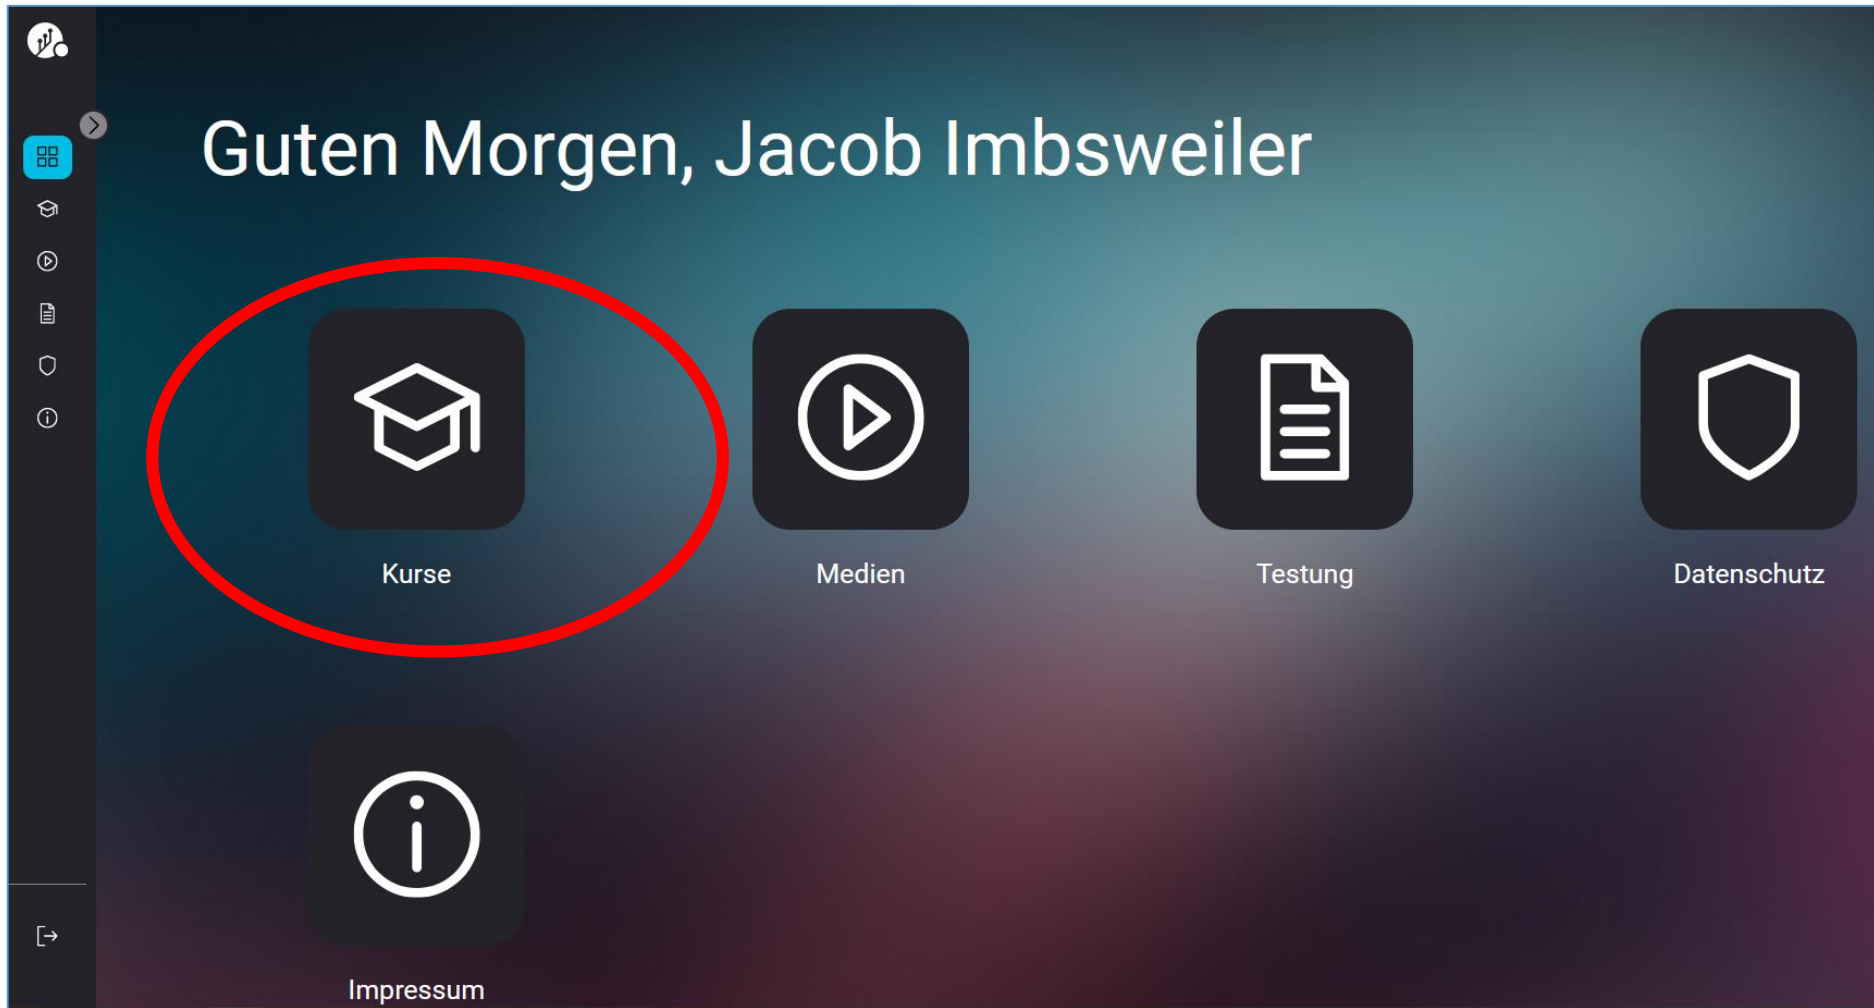 Guten Morgen, Jacob Imbsweiler
Kurse
Medien
Testung
Datenschutz
Impressum